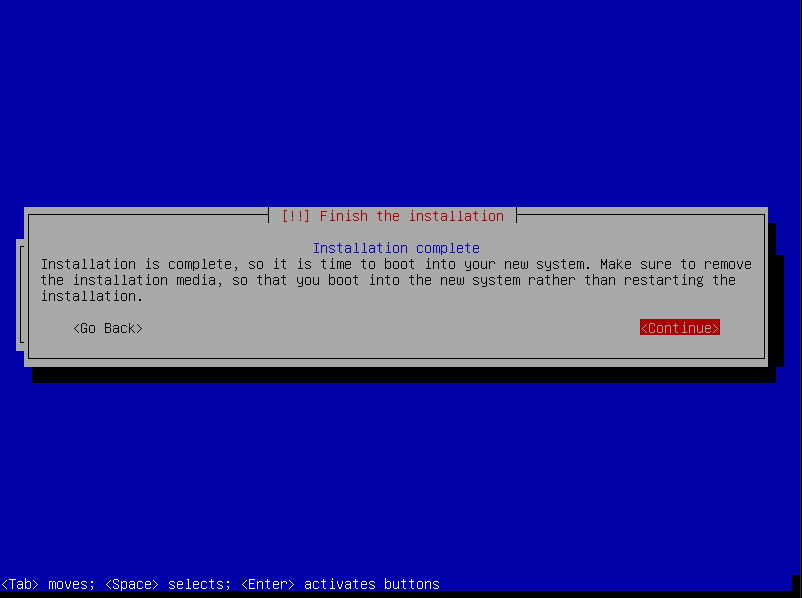 [!!] Finish the installation
Installation complete
Installation is complete, so it is time to boot into your new system. Make sure to remove
the installation media, so that you boot into the new system rather than restarting the
installation.
<Go Back> <Continue>
<Tab> moves; <Space> selects; <Enter> activates buttons